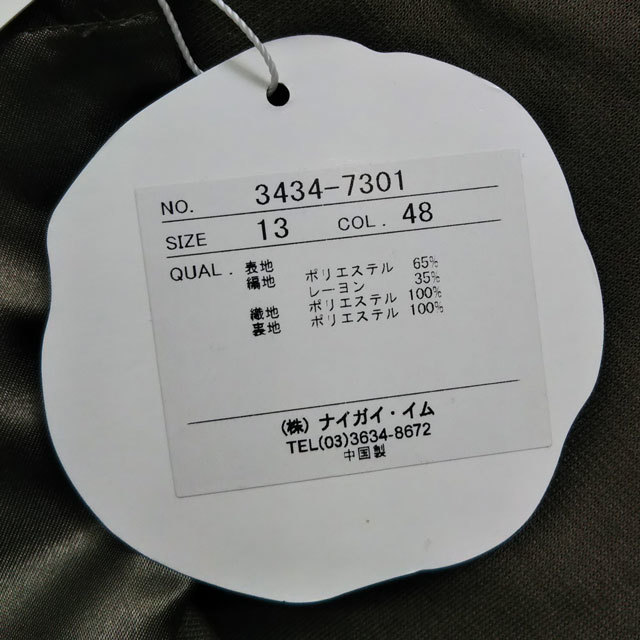 NO. 3434-7301
SIZE 13 COL. 48
QUAL. 表地 ポリエステル 65%
編地 レーヨン 35%
織地 ポリエステル 100%
裏地 ポリエステル 100%
(株) ナイガイ・イム
TEL(03)3634-8672
中国製